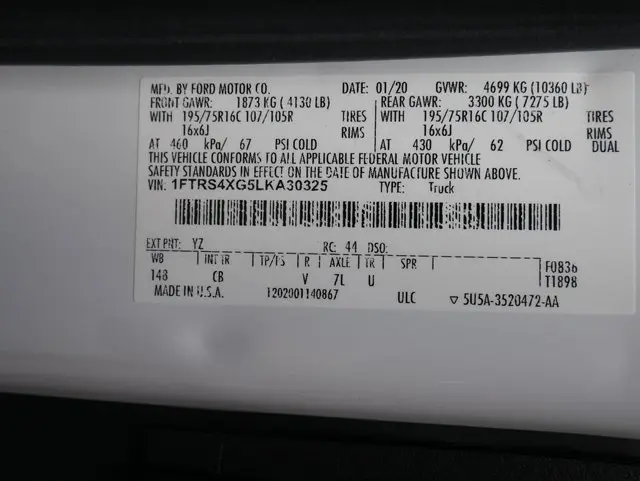 MFD. BY FORD MOTOR CO. DATE: 01/20 GVWR: 4699 KG (10360 LB)
FRONT GAWR: 1873 KG (4130 LB) REAR GAWR: 3300 KG (7275 LB)
WITH 195/75R16C 107/105R TIRES WITH 195/75R16C 107/105R TIRES
16x6J RIMS 16x6J RIMS
AT 460 kPa/ 67 PSI COLD AT 430 kPa/ 62 PSI COLD DUAL
THIS VEHICLE CONFORMS TO ALL APPLICABLE FEDERAL MOTOR VEHICLE
SAFETY STANDARDS IN EFFECT ON THE DATE OF MANUFACTURE SHOWN ABOVE.
VIN: 1FTRS4XG5LKA30325 TYPE: Truck
EXT PNT: YZ RC: 44 DSO:
WB INT TR TP/PS R AXLE TR SPR F0836
148 CB V 7L U T1898
MADE IN U.S.A. 1202001140867 ULC ▽ 5U5A-3520472-AA